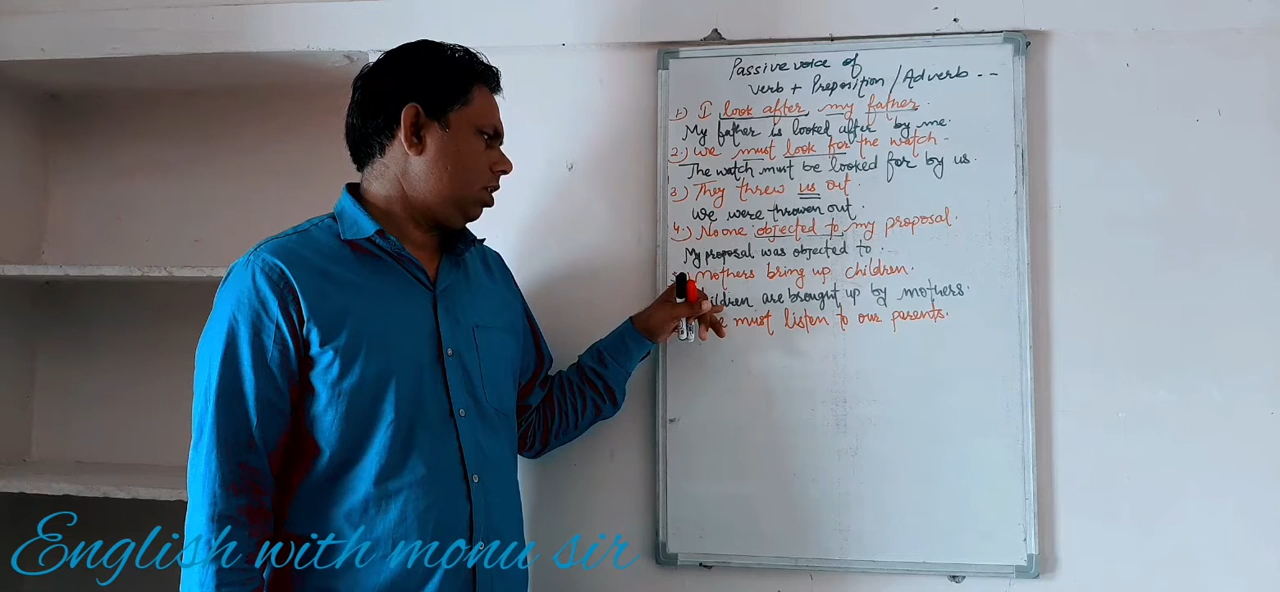 Passive voice of
verb + Preposition / Adverb --
1.) I look after my father.
My father is looked after by me.
2.) We must look for the watch-
The watch must be looked for by us.
3.) They threw us out.
We were thrown out.
4.) No one objected to my proposal.
My proposal was objected to.
) Mothers bring up children.
children are brought up by mothers.
must listen to our parents.
English with monu sir